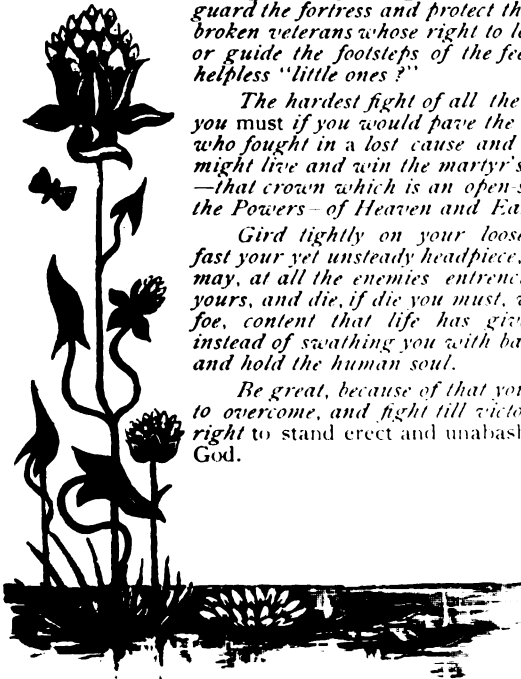 guard the fortress and protect th
broken veterans whose right to l
or guide the footsteps of the fee
helpless "little ones?"
The hardest fight of all the
you must if you would pave the
who fought in a lost cause and
might live and win the martyr's
—that crown which is an open-s
the Powers—of Heaven and Ea
Gird tightly on your loose
fast your yet unsteady headpiece,
may, at all the enemies entrenc
yours, and die, if die you must,
foe, content that life has giv
instead of swathing you with ba
and hold the human soul.
Be great, because of that you
to overcome, and fight till victo
right to stand erect and unabash
God.